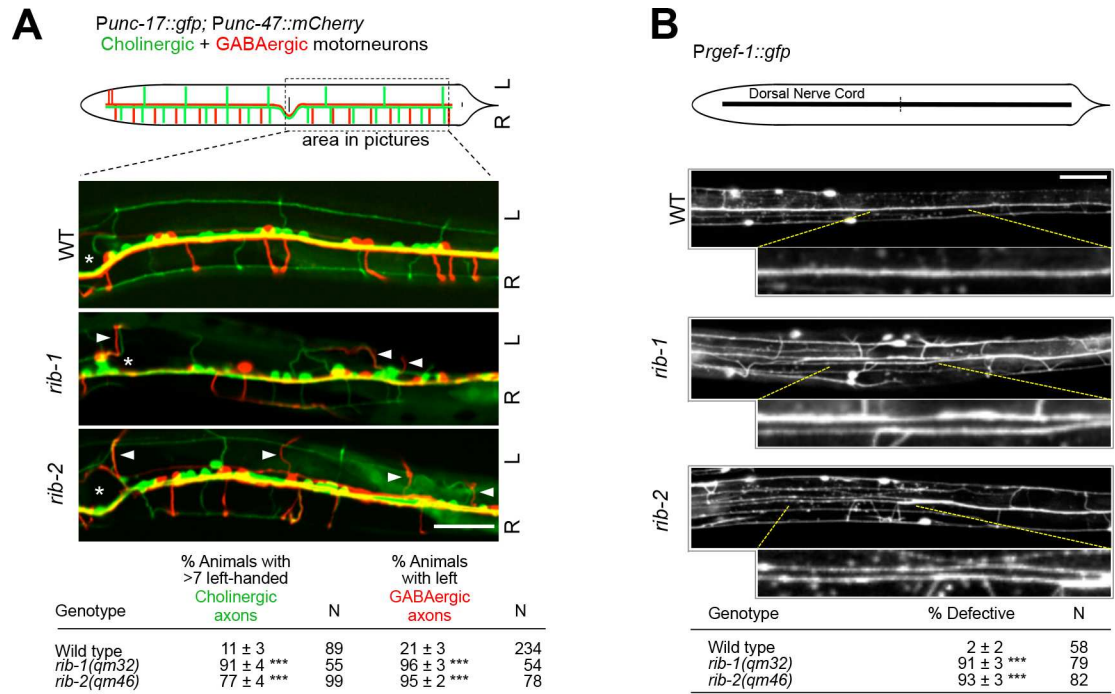 A
Punc-17::gfp; Punc-47::mCherry
Cholinergic + GABAergic motorneurons
L
R
area in pictures
WT
*
L
R
rib-1
*
L
R
rib-2
*
L
R
% Animals with
>7 left-handed
Cholinergic
axons
% Animals
with left
GABAergic
axons
Genotype N N
Wild type 11 ± 3 89 21 ± 3 234
rib-1(qm32) 91 ± 4 *** 55 96 ± 3 *** 54
rib-2(qm46) 77 ± 4 *** 99 95 ± 2 *** 78
B
Prgef-1::gfp
Dorsal Nerve Cord
WT
rib-1
rib-2
Genotype % Defective N
Wild type 2 ± 2 58
rib-1(qm32) 91 ± 3 *** 79
rib-2(qm46) 93 ± 3 *** 82